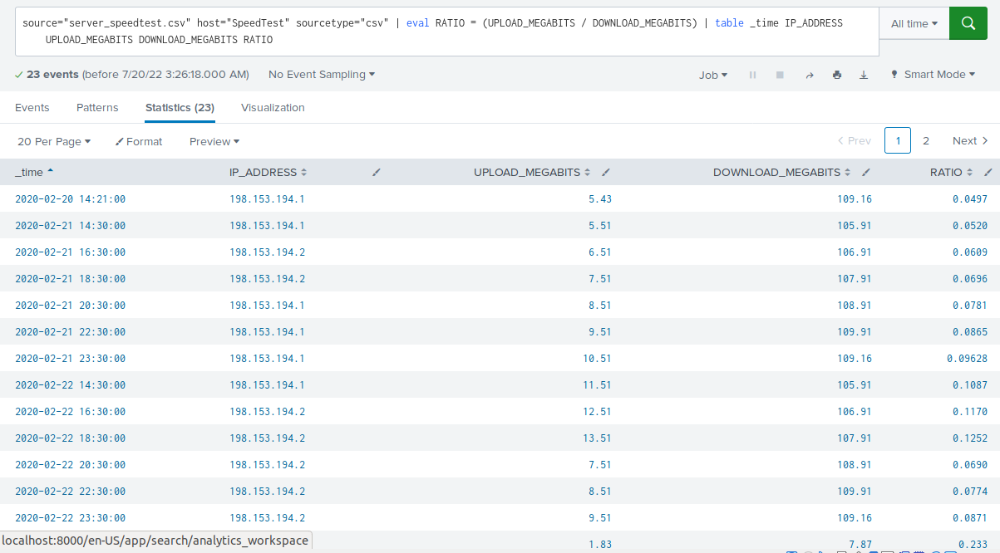 source="server_speedtest.csv" host="SpeedTest" sourcetype="csv" | eval RATIO = (UPLOAD_MEGABITS / DOWNLOAD_MEGABITS) | table _time IP_ADDRESS
UPLOAD_MEGABITS DOWNLOAD_MEGABITS RATIO
All time
23 events (before 7/20/22 3:26:18.000 AM) No Event Sampling
Job Smart Mode
Events Patterns Statistics (23) Visualization
20 Per Page Format Preview
Prev 1 2 Next
_time IP_ADDRESS UPLOAD_MEGABITS DOWNLOAD_MEGABITS RATIO
2020-02-20 14:21:00 198.153.194.1 5.43 109.16 0.0497
2020-02-21 14:30:00 198.153.194.1 5.51 105.91 0.0520
2020-02-21 16:30:00 198.153.194.2 6.51 106.91 0.0609
2020-02-21 18:30:00 198.153.194.2 7.51 107.91 0.0696
2020-02-21 20:30:00 198.153.194.1 8.51 108.91 0.0781
2020-02-21 22:30:00 198.153.194.1 9.51 109.91 0.0865
2020-02-21 23:30:00 198.153.194.1 10.51 109.16 0.09628
2020-02-22 14:30:00 198.153.194.1 11.51 105.91 0.1087
2020-02-22 16:30:00 198.153.194.2 12.51 106.91 0.1170
2020-02-22 18:30:00 198.153.194.2 13.51 107.91 0.1252
2020-02-22 20:30:00 198.153.194.2 7.51 108.91 0.0690
2020-02-22 22:30:00 198.153.194.2 8.51 109.91 0.0774
2020-02-22 23:30:00 198.153.194.2 9.51 109.16 0.0871
localhost:8000/en-US/app/search/analytics_workspace
1.83 7.87 0.233